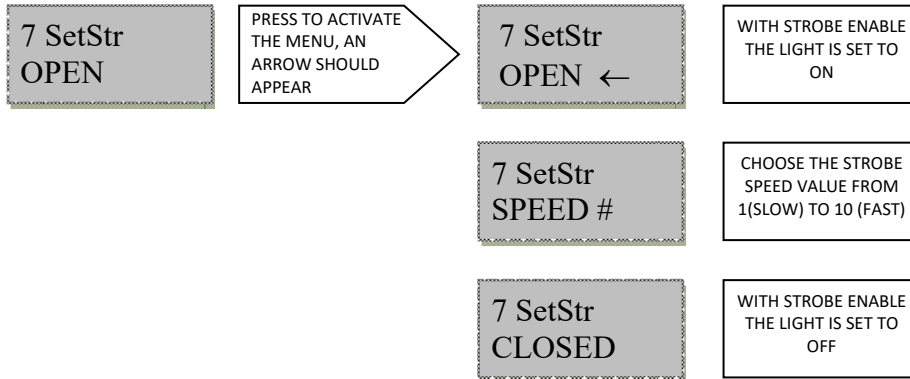 7 SetStr
OPEN
PRESS TO ACTIVATE
THE MENU, AN
ARROW SHOULD
APPEAR
7 SetStr
OPEN ←
WITH STROBE ENABLE
THE LIGHT IS SET TO
ON
7 SetStr
SPEED #
CHOOSE THE STROBE
SPEED VALUE FROM
1(SLOW) TO 10 (FAST)
7 SetStr
CLOSED
WITH STROBE ENABLE
THE LIGHT IS SET TO
OFF